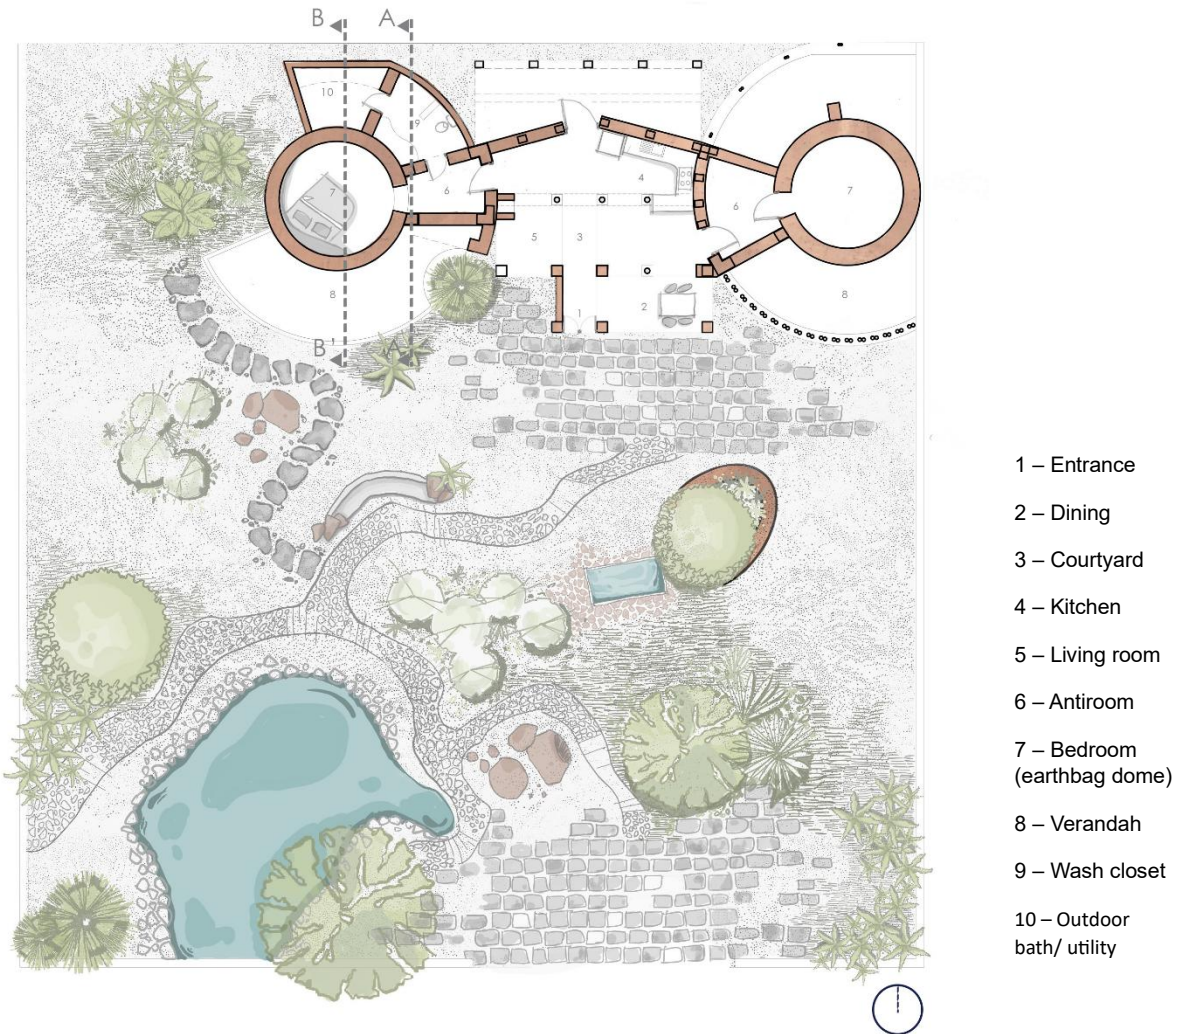 B
A
10
9
7
6
4
6
7
5
3
8
2
8
1
B'
A'
1 – Entrance
2 – Dining
3 – Courtyard
4 – Kitchen
5 – Living room
6 – Antiroom
7 – Bedroom
(earthbag dome)
8 – Verandah
9 – Wash closet
10 – Outdoor
bath/ utility